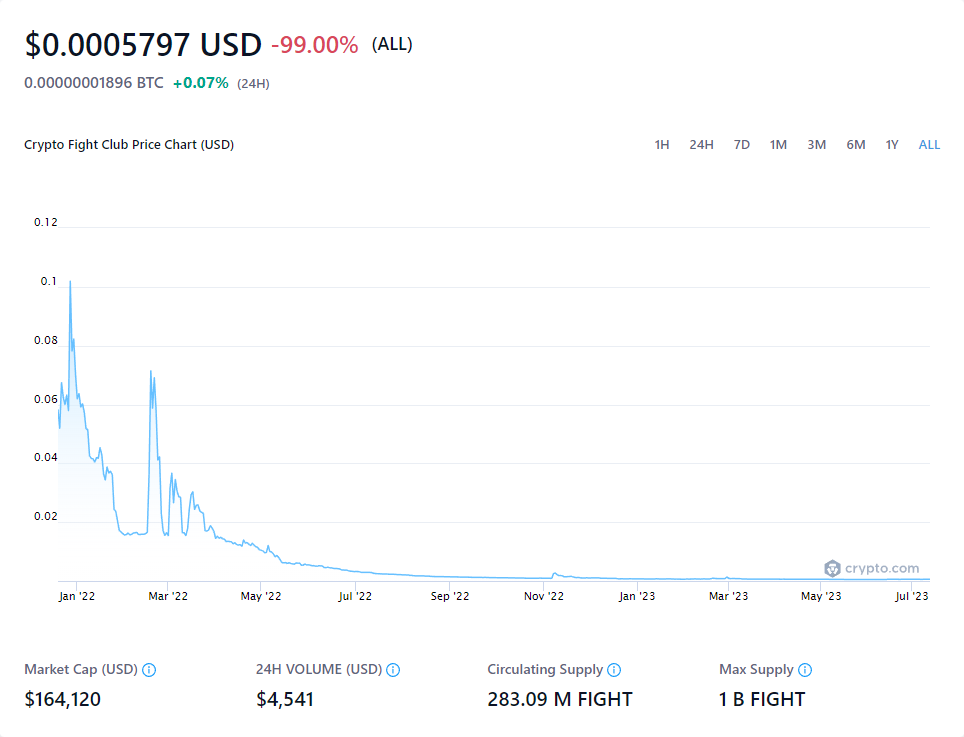 $0.0005797 USD -99.00% (ALL)
0.00000001896 BTC +0.07% (24H)
Crypto Fight Club Price Chart (USD) 1H 24H 7D 1M 3M 6M 1Y ALL
0.12
0.1
0.08
0.06
0.04
0.02
crypto.com
Jan '22 Mar '22 May '22 Jul '22 Sep '22 Nov '22 Jan '23 Mar '23 May '23 Jul '23
Market Cap (USD) 24H VOLUME (USD) Circulating Supply Max Supply
$164,120 $4,541 283.09 M FIGHT 1 B FIGHT